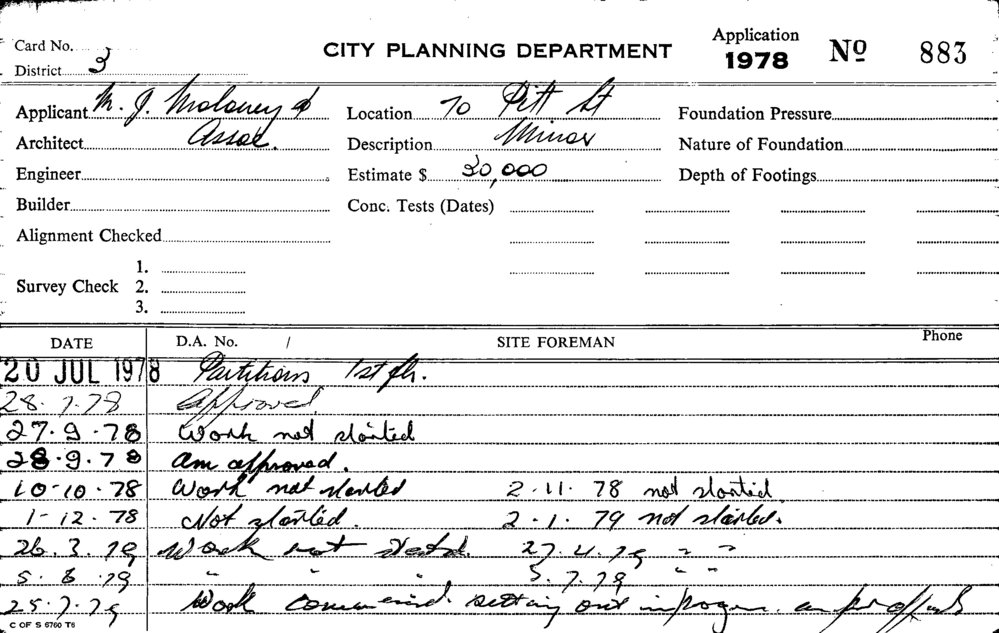 Card No.
District 3
CITY PLANNING DEPARTMENT
Application
1978
No 883
Applicant M. J. Moloney &
Architect Assoc.
Engineer
Builder
Alignment Checked
Survey Check 1.
2.
3.
Location 70 Pitt St
Description Minor
Estimate $ 30,000
Conc. Tests (Dates)
Foundation Pressure
Nature of Foundation
Depth of Footings
DATE D.A. No. / SITE FOREMAN Phone
20 JUL 1978 Partitions 1st flr.
28.7.78 Approved
27.9.78 Work not started
28.9.78 Am approved.
10-10.78 Work not started 2.11.78 not started
1-12.78 Not started. 2.1.79 not started.
26.3.79 Work not started. 27.4.79 " "
5.6.79 " " " 5.7.79 " "
25.7.79 Work commenced setting out in progress
C OF S 6760 T6